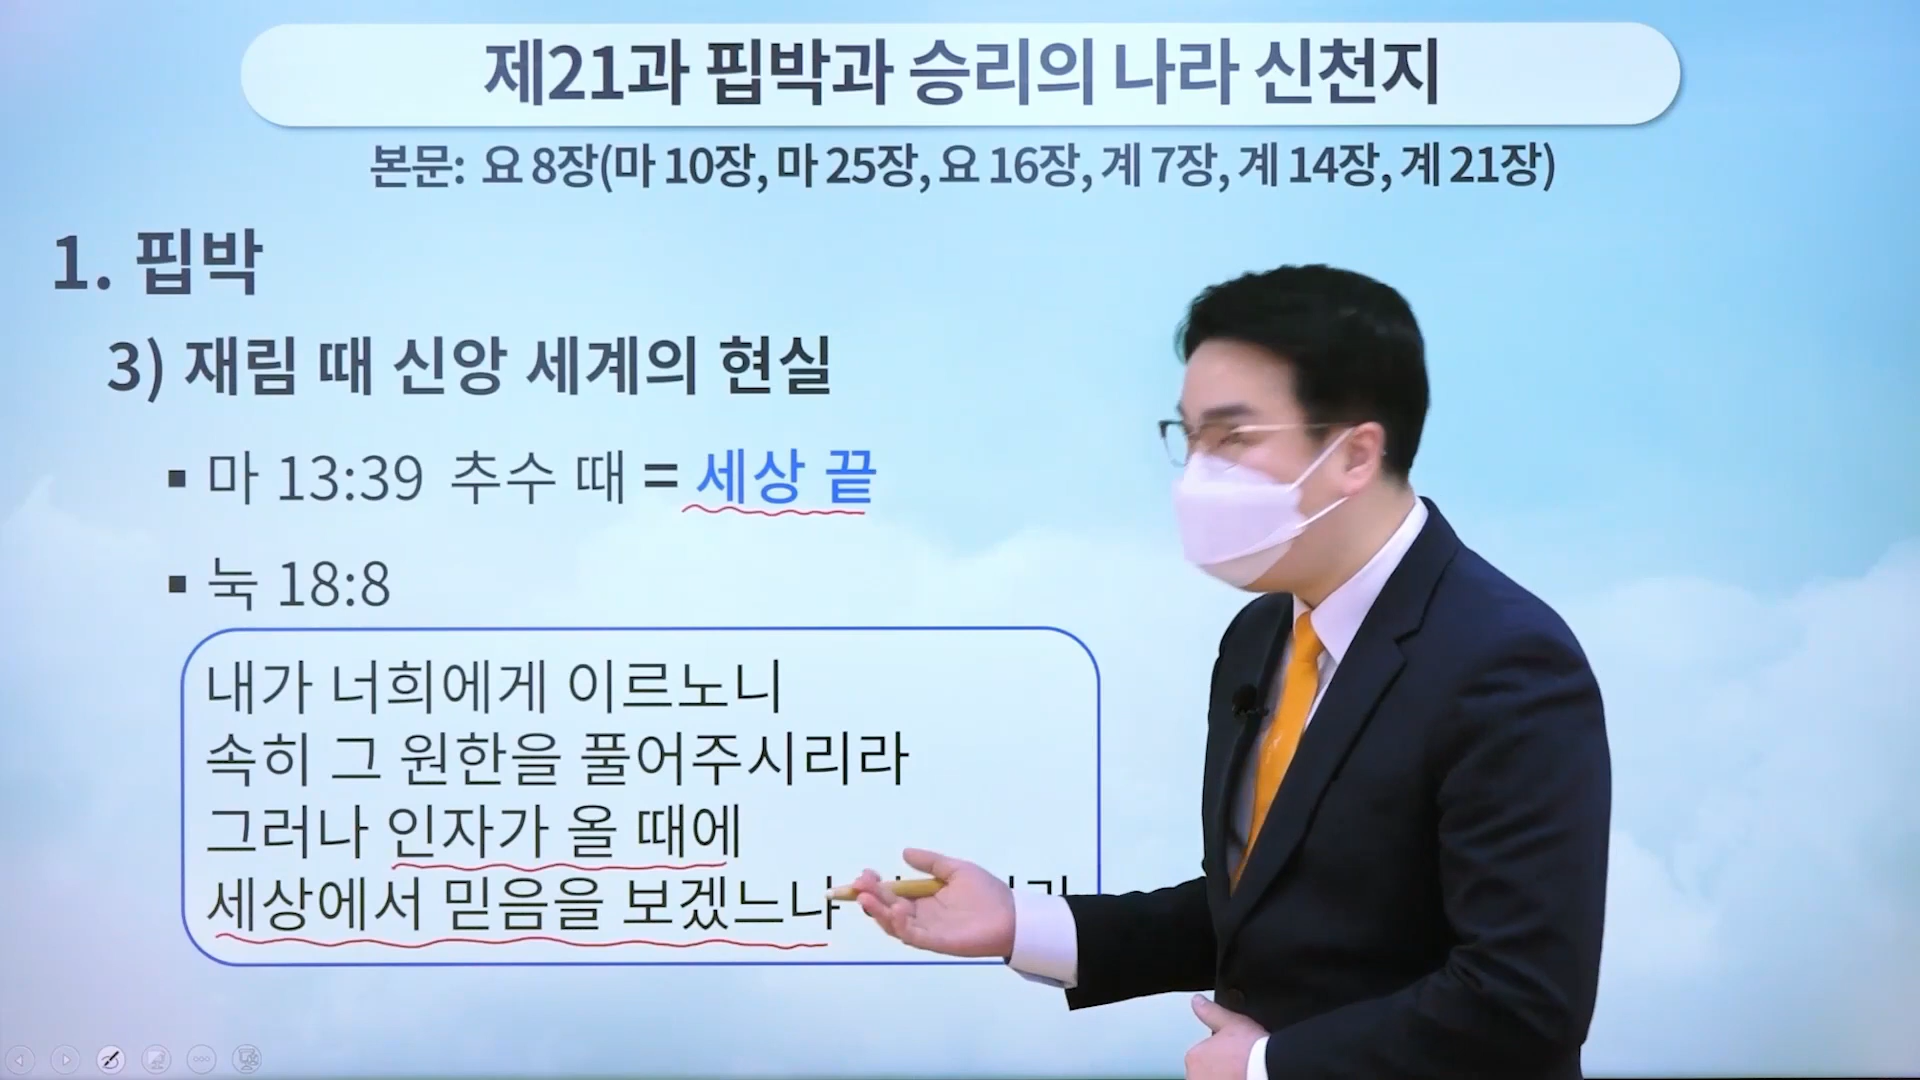 제21과 핍박과 승리의 나라 신천지
본문: 요 8장(마 10장, 마 25장, 요 16장, 계 7장, 계 14장, 계 21장)
1. 핍박
3) 재림 때 신앙 세계의 현실
▪ 마 13:39 추수 때 = 세상 끝
▪ 눅 18:8
내가 너희에게 이르노니
속히 그 원한을 풀어주시리라
그러나 인자가 올 때에
세상에서 믿음을 보겠느냐